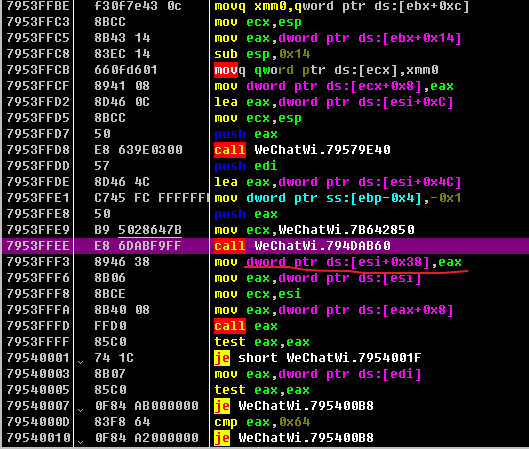 7953FFBE f30f7e43 0c movq xmm0,qword ptr ds:[ebx+0xc]
7953FFC3 8BCC mov ecx,esp
7953FFC5 8B43 14 mov eax,dword ptr ds:[ebx+0x14]
7953FFC8 83EC 14 sub esp,0x14
7953FFCB 660fd601 movq qword ptr ds:[ecx],xmm0
7953FFCF 8941 08 mov dword ptr ds:[ecx+0x8],eax
7953FFD2 8D46 0C lea eax,dword ptr ds:[esi+0xC]
7953FFD5 8BCC mov ecx,esp
7953FFD7 50 push eax
7953FFD8 E8 639E0300 call WeChatWi.79579E40
7953FFDD 57 push edi
7953FFDE 8D46 4C lea eax,dword ptr ds:[esi+0x4C]
7953FFE1 C745 FC FFFFFFF mov dword ptr ss:[ebp-0x4],-0x1
7953FFE8 50 push eax
7953FFE9 B9 5028647B mov ecx,WeChatWi.7B642850
7953FFEE E8 6DABF9FF call WeChatWi.794DAB60
7953FFF3 8946 38 mov dword ptr ds:[esi+0x38],eax
7953FFF6 8B06 mov eax,dword ptr ds:[esi]
7953FFF8 8BCE mov ecx,esi
7953FFFA 8B40 08 mov eax,dword ptr ds:[eax+0x8]
7953FFFD FFD0 call eax
7953FFFF 85C0 test eax,eax
79540001 74 1C je short WeChatWi.7954001F
79540003 8B07 mov eax,dword ptr ds:[edi]
79540005 85C0 test eax,eax
79540007 0F84 AB000000 je WeChatWi.795400B8
7954000D 83F8 64 cmp eax,0x64
79540010 0F84 A2000000 je WeChatWi.795400B8